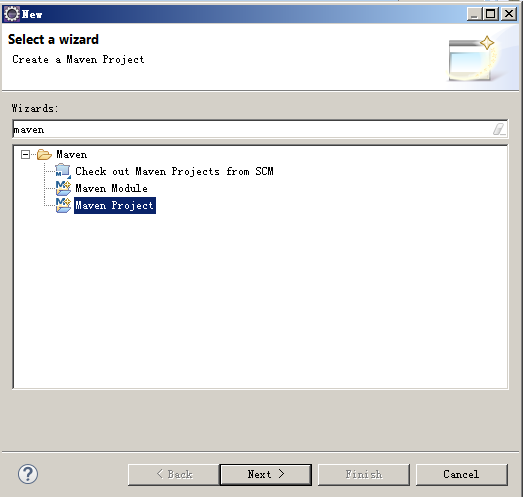 New
Select a wizard
Create a Maven Project
Wizards:
maven
Maven
Check out Maven Projects from SCM
Maven Module
Maven Project
?
< Back
Next >
Finish
Cancel